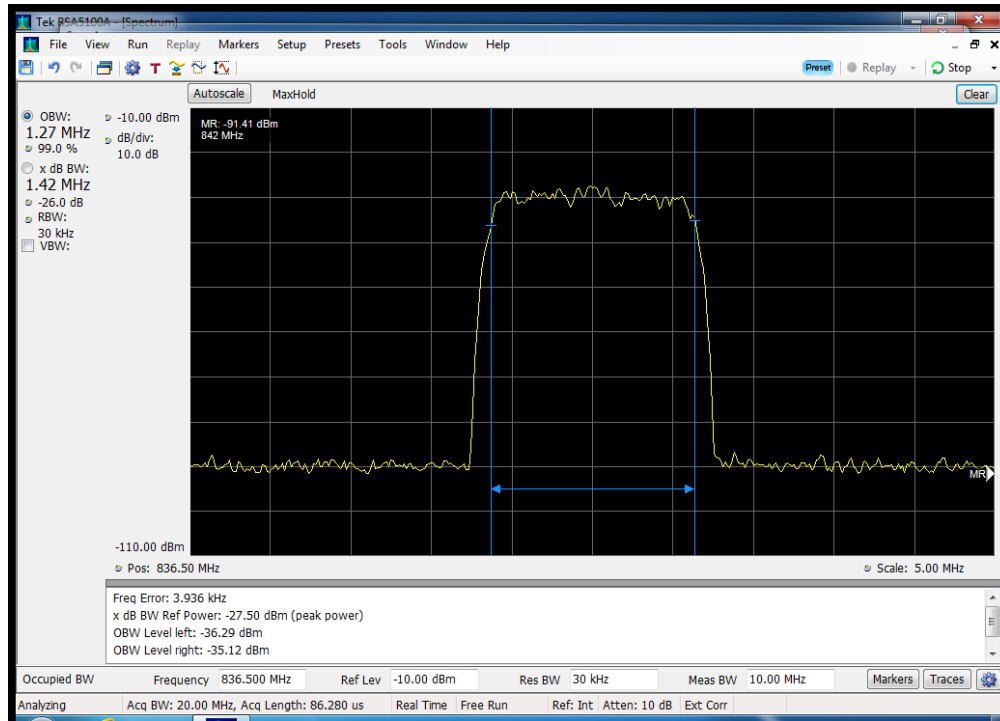 Tek RSA5100A - [Spectrum]
File View Run Replay Markers Setup Presets Tools Window Help
Preset Replay Stop
Autoscale MaxHold Clear
OBW:
1.27 MHz
99.0 %
x dB BW:
1.42 MHz
-26.0 dB
RBW:
30 kHz
VBW:
-10.00 dBm
dB/div:
10.0 dB
MR: -91.41 dBm
842 MHz
MR
-110.00 dBm
Pos: 836.50 MHz Scale: 5.00 MHz
Freq Error: 3.936 kHz
x dB BW Ref Power: -27.50 dBm (peak power)
OBW Level left: -36.29 dBm
OBW Level right: -35.12 dBm
Occupied BW Frequency 836.500 MHz Ref Lev -10.00 dBm Res BW 30 kHz Meas BW 10.00 MHz Markers Traces
Analyzing Acq BW: 20.00 MHz, Acq Length: 86.280 us Real Time Free Run Ref: Int Atten: 10 dB Ext Corr